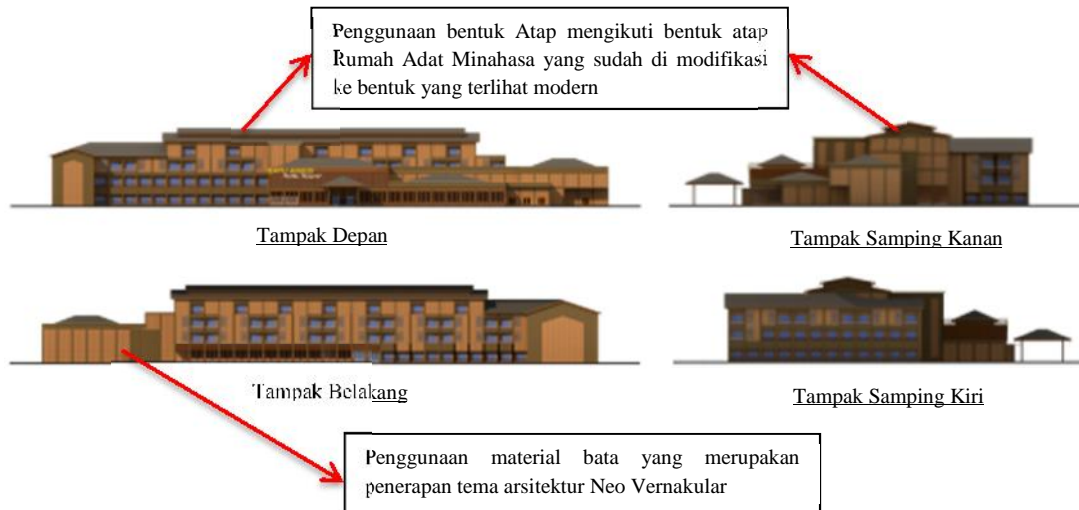 Penggunaan bentuk Atap mengikuti bentuk atap
Rumah Adat Minahasa yang sudah di modifikasi
ke bentuk yang terlihat modern
Tampak Depan
Tampak Samping Kanan
Tampak Belakang
Tampak Samping Kiri
Penggunaan material bata yang merupakan
penerapan tema arsitektur Neo Vernakular